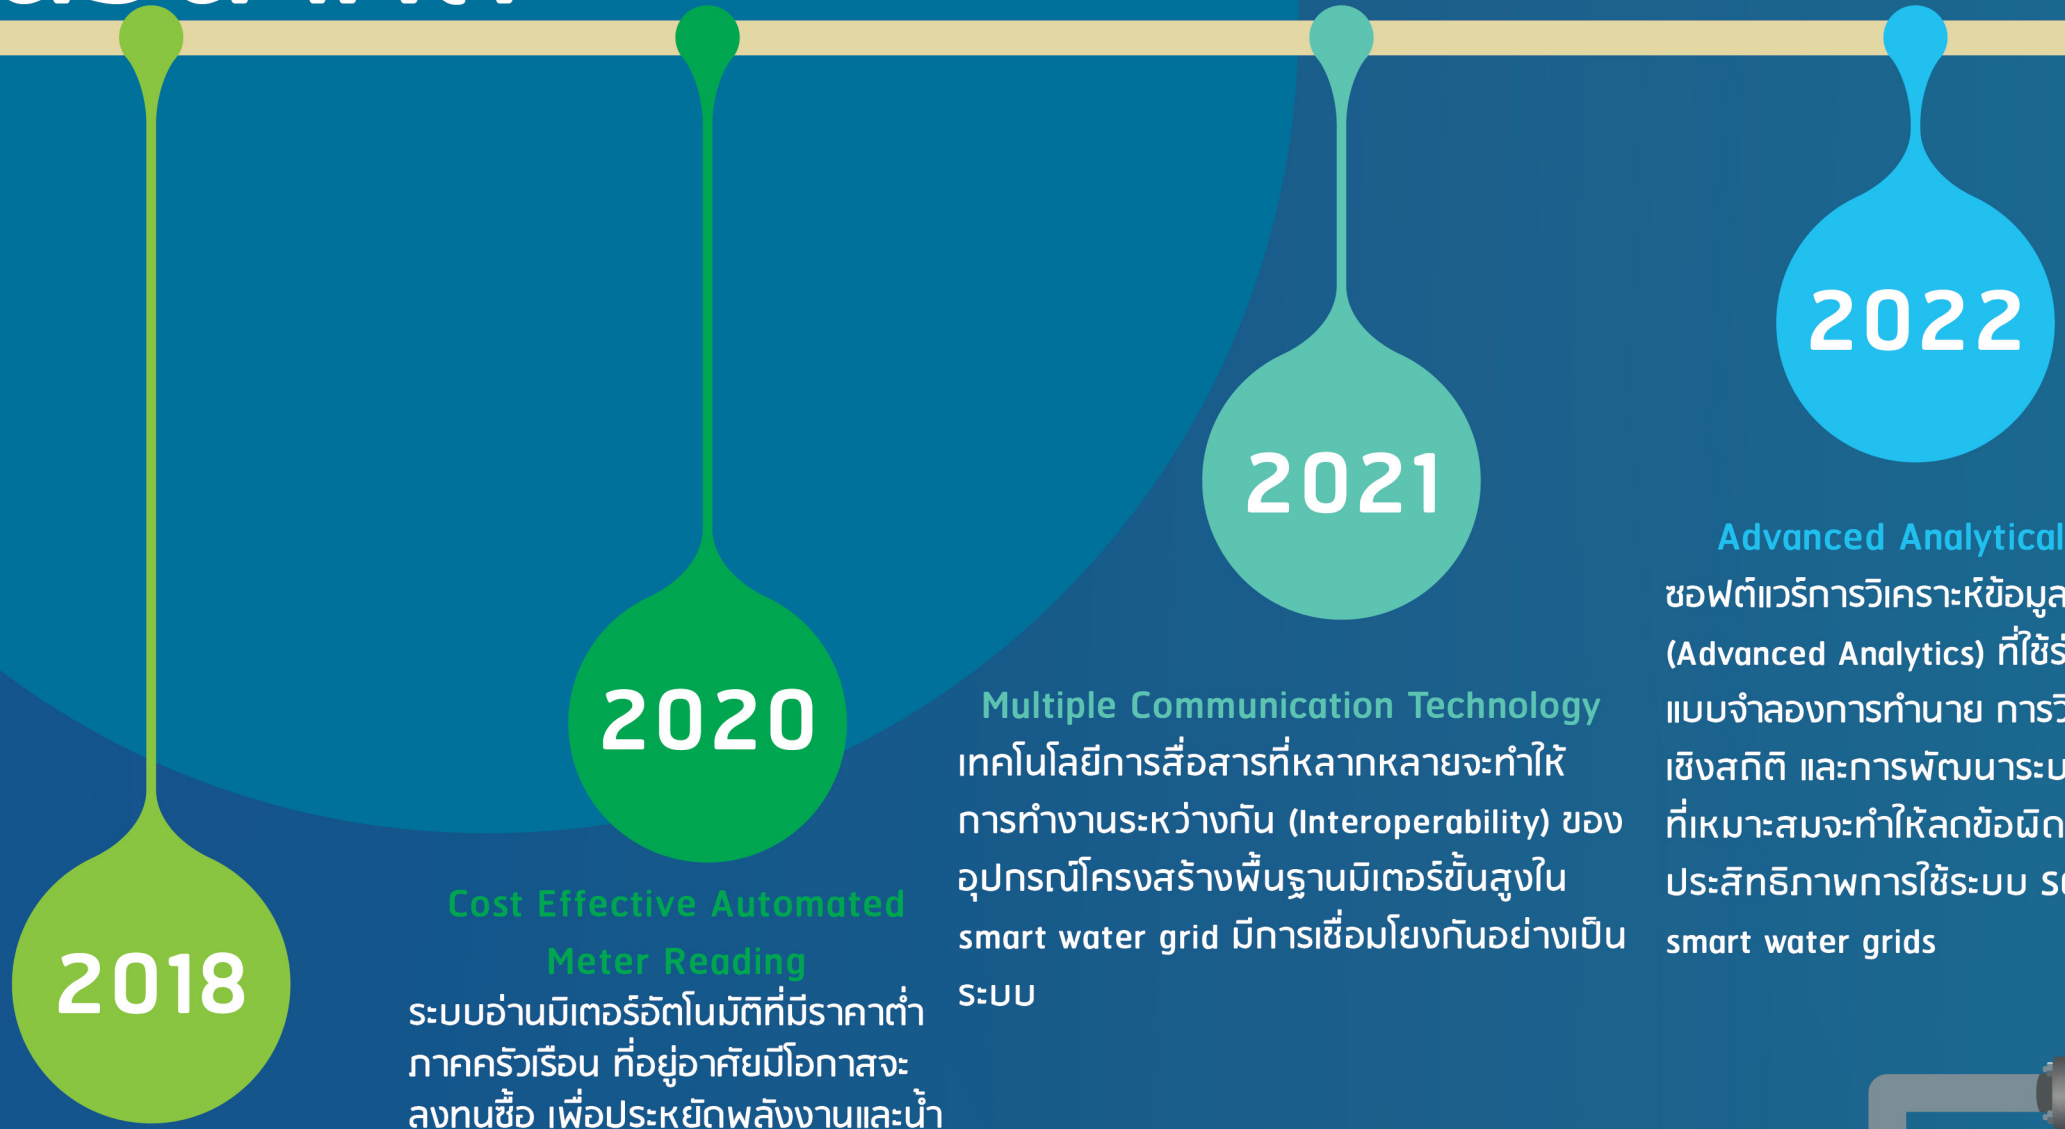 2018
2020
Cost Effective Automated
Meter Reading
ระบบอ่านมิเตอร์อัตโนมัติที่มีราคาต่ำ
ภาคครัวเรือน ที่อยู่อาศัยมีโอกาสจะ
ลงทุนซื้อ เพื่อประหยัดพลังงานและน้ำ
2021
Multiple Communication Technology
เทคโนโลยีการสื่อสารที่หลากหลายจะทำให้
การทำงานระหว่างกัน (Interoperability) ของ
อุปกรณ์โครงสร้างพื้นฐานมิเตอร์ขั้นสูงใน
smart water grid มีการเชื่อมโยงกันอย่างเป็น
ระบบ
2022
Advanced Analytical
ซอฟต์แวร์การวิเคราะห์ข้อมูล
(Advanced Analytics) ที่ใช้
แบบจำลองการทำนาย
เชิงสถิติ และการพัฒนา
ที่เหมาะสมจะทำให้ลดข้อผิด
ประสิทธิภาพการใช้ระบบ
smart water grids